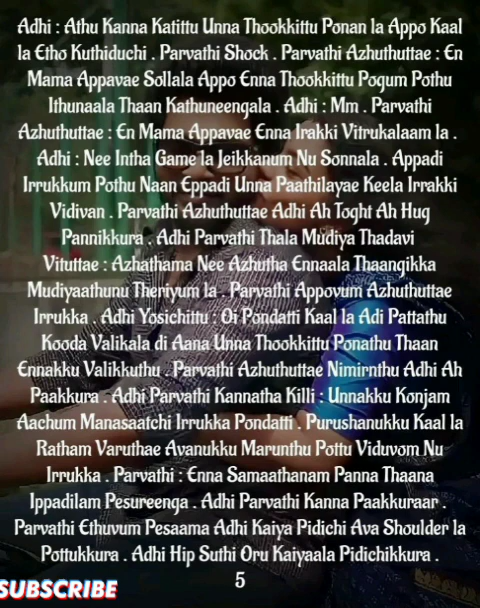 Adhi : Athu Kanna Katittu Unna Thookkittu Ponan la Appo Kaal
la Etho Kuthiduchi . Parvathi Shock . Parvathi Azhuthuttae : En
Mama Appavae Sollala Appo Enna Thookkittu Pogum Pothu
Ithunaala Thaan Kathuneengala . Adhi : Mm . Parvathi
Azhuthuttae : En Mama Appavae Enna Irakki Vitrukalaam la .
Adhi : Nee Intha Game la Jeikkanum Nu Sonnala . Appadi
Irrukkum Pothu Naan Eppadi Unna Paathilayae Keela Irrakki
Vidivan . Parvathi Azhuthuttae Adhi Ah Toght Ah Hug
Pannikkura . Adhi Parvathi Thala Mudiya Thadavi
Vituttae : Azhathama Nee Azhutha Ennaala Thaangikka
Mudiyaathunu Theriyum la . Parvathi Appovum Azhuthuttae
Irrukka . Adhi Yosichittu : Oi Pondatti Kaal la Adi Pattathu
Kooda Valikala di Aana Unna Thookkittu Ponathu Thaan
Ennakku Valikkuthu . Parvathi Azhuthuttae Nimirnthu Adhi Ah
Paakkura . Adhi Parvathi Kannatha Killi : Unnakku Konjam
Aachum Manasaatchi Irrukka Pondatti . Purushanukku Kaal la
Ratham Varuthae Avanukku Marunthu Pottu Viduvom Nu
Irrukka . Parvathi : Enna Samaathanam Panna Thaana
Ippadilam Pesureenga . Adhi Parvathi Kanna Paakkuraar .
Parvathi Ethuvum Pesaama Adhi Kaiya Pidichi Ava Shoulder la
Pottukkura . Adhi Hip Suthi Oru Kaiyaala Pidichikkura .
5
SUBSCRIBE